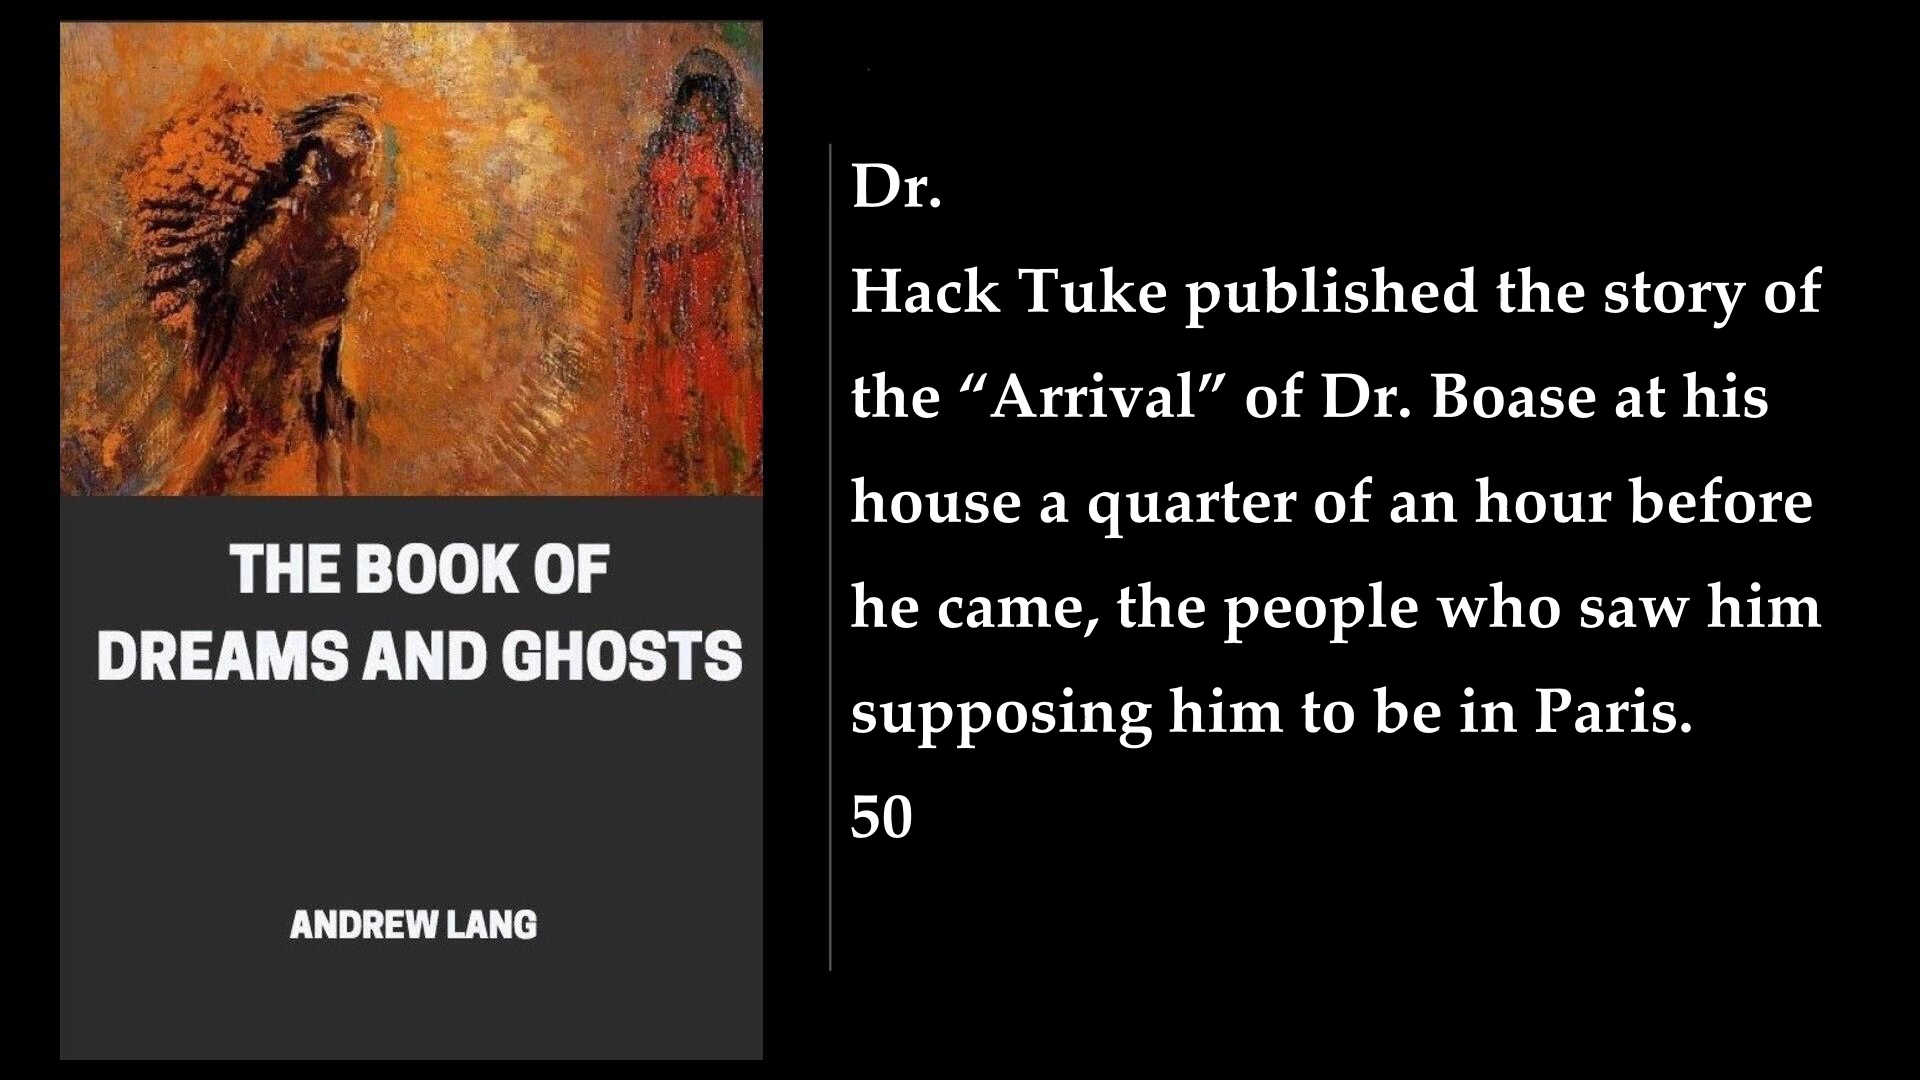 THE BOOK OF
DREAMS AND GHOSTS
ANDREW LANG
Dr.
Hack Tuke published the story of
the “Arrival” of Dr. Boase at his
house a quarter of an hour before
he came, the people who saw him
supposing him to be in Paris.
50